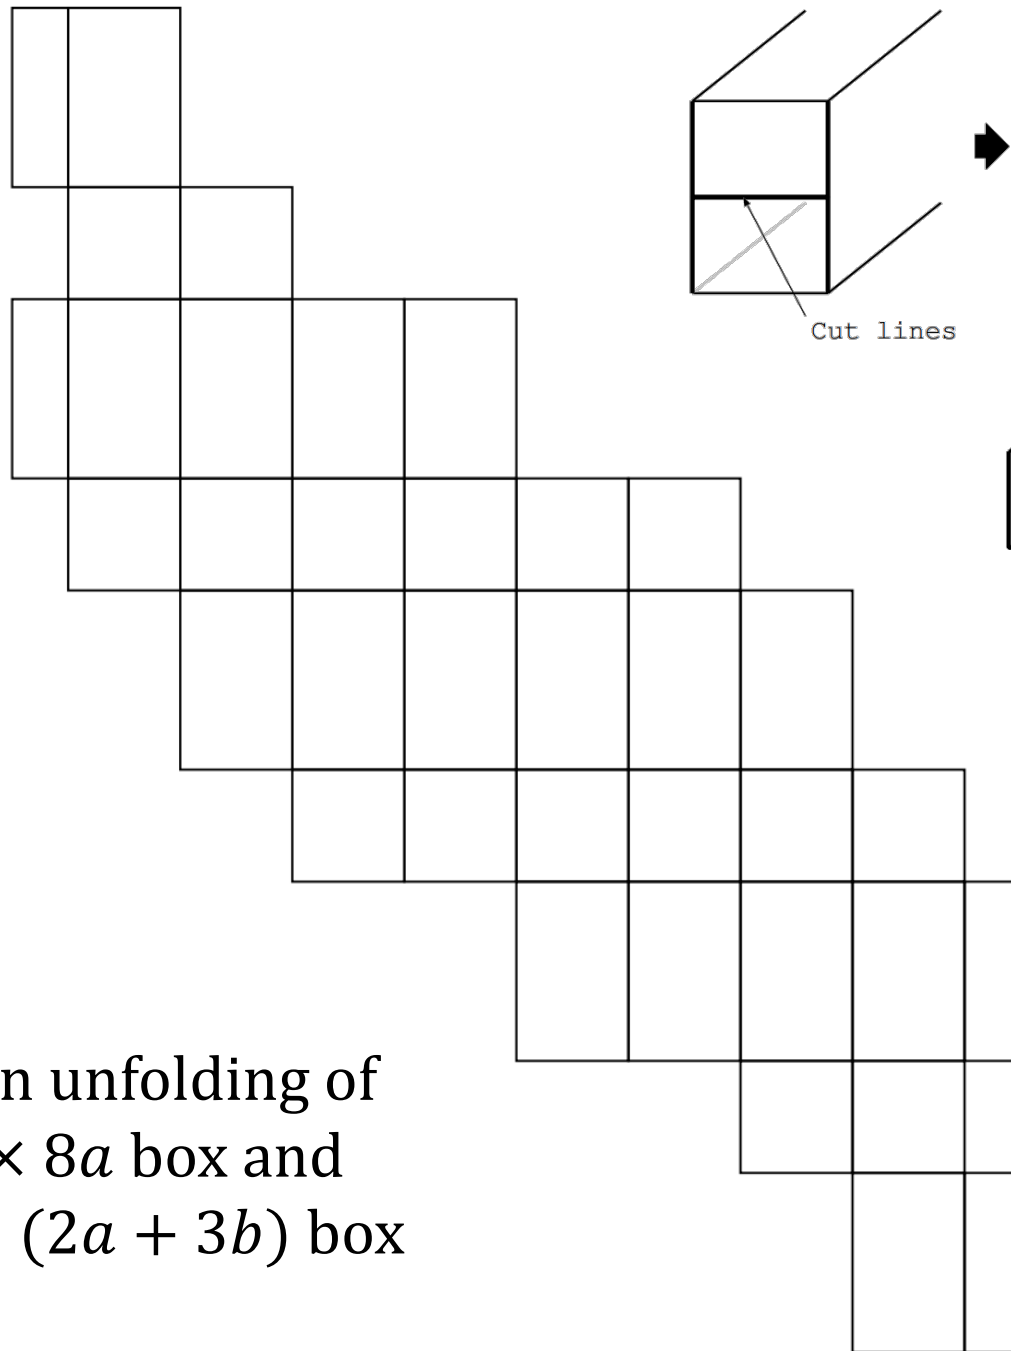 Cut lines
n unfolding of
× 8a box and
(2a + 3b) box